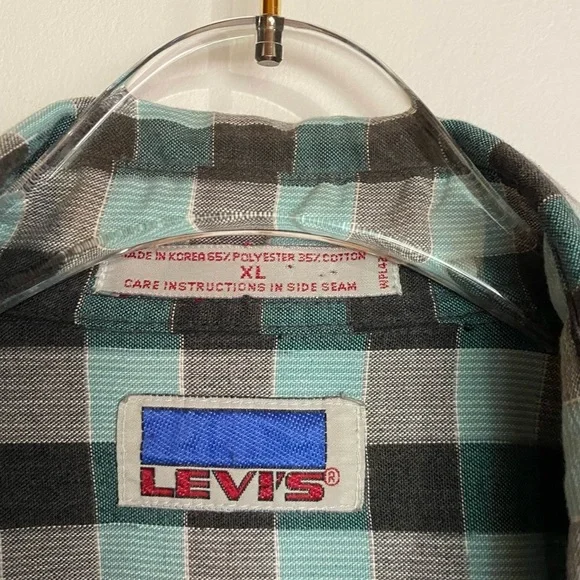 MADE IN KOREA 65% POLYESTER 35% COTTON
XL
CARE INSTRUCTIONS IN SIDE SEAM
LEVI'S®